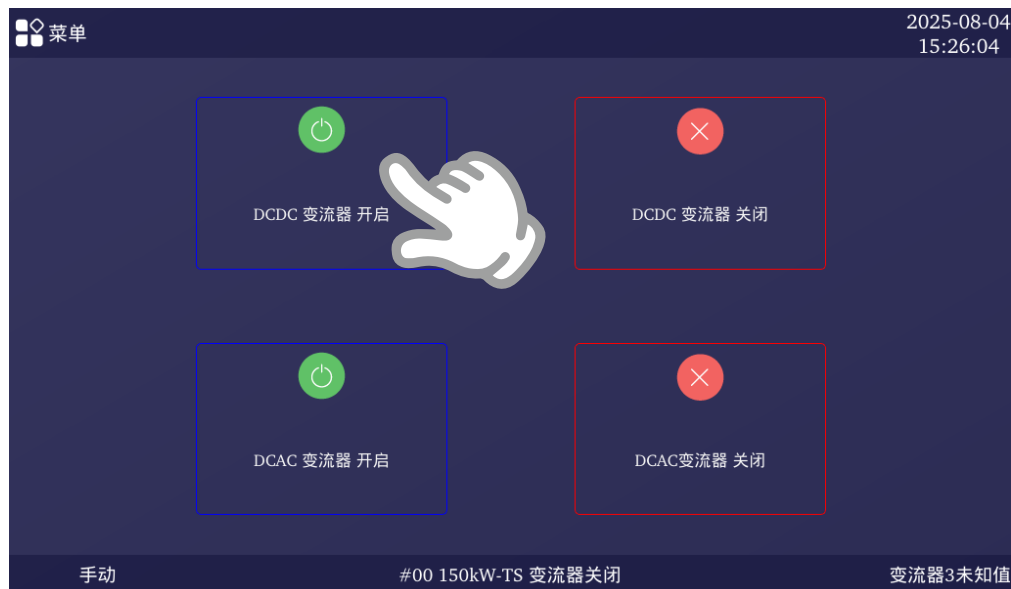 菜单
2025-08-04
15:26:04
DCDC 变流器 开启
DCDC 变流器 关闭
DCAC 变流器 开启
DCAC变流器 关闭
手动
#00 150kW-TS 变流器关闭
变流器3未知值